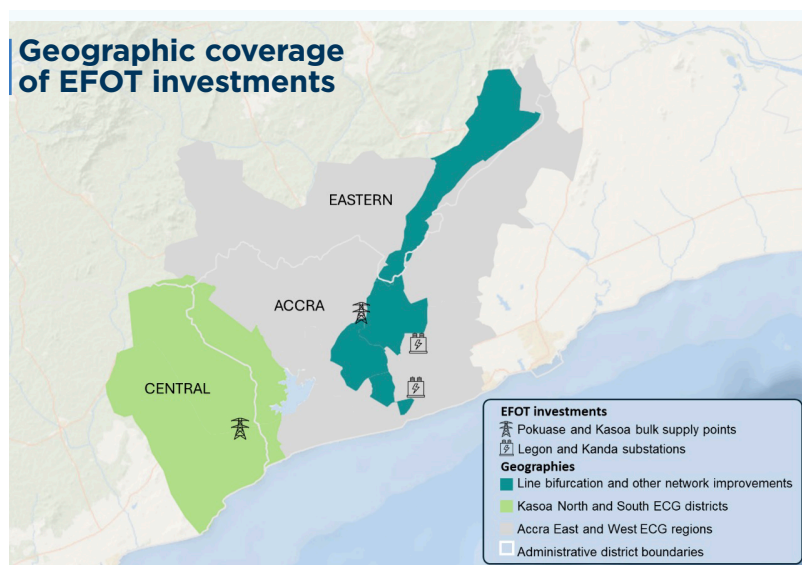 Geographic coverage
of EFOT investments
EASTERN
ACCRA
CENTRAL
EFOT investments
Pokuase and Kasoa bulk supply points
Legon and Kanda substations
Geographies
Line bifurcation and other network improvements
Kasoa North and South ECG districts
Accra East and West ECG regions
Administrative district boundaries